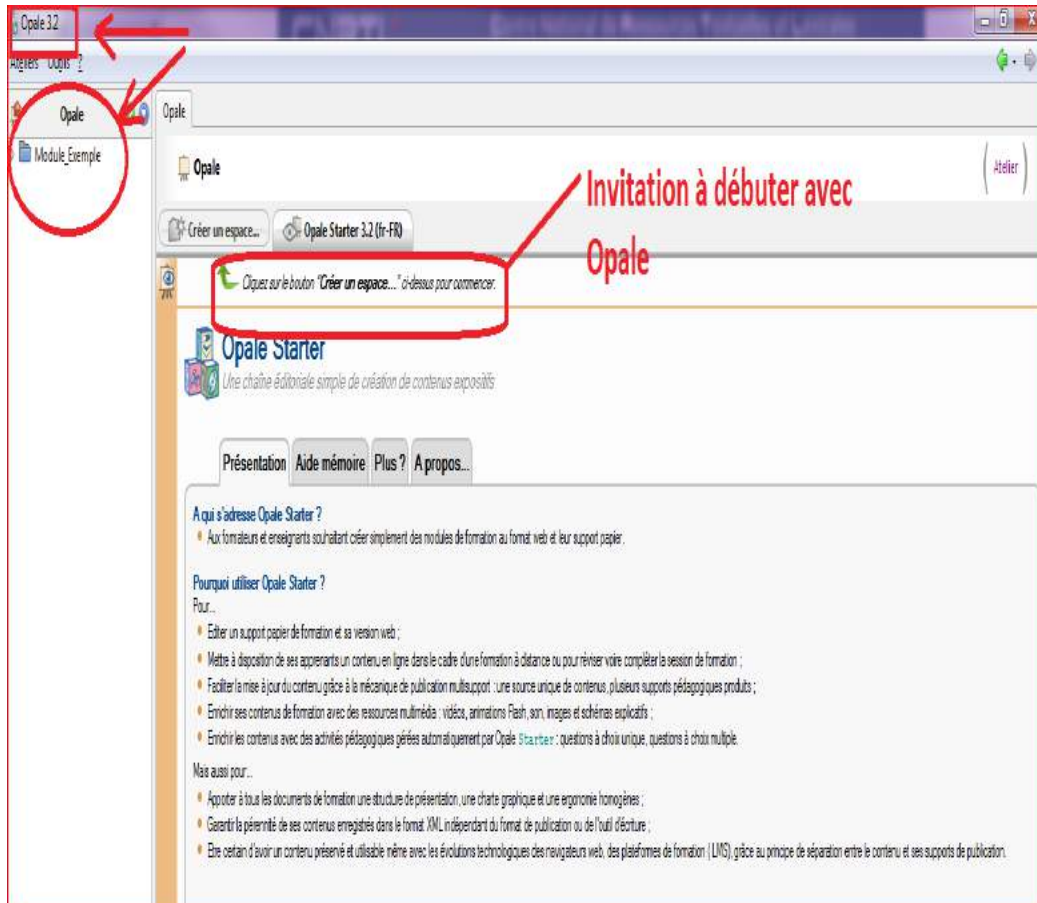 Opale 3.2
Ateliers Outils ?
Opale
Opale
Module_Exemple
Opale
Atelier
Invitation à débuter avec
Opale
Créer un espace...
Opale Starter 3.2 (fr-FR)
Cliquez sur le bouton "Créer un espace..." ci-dessus pour commencer.
Opale Starter
Une chaîne éditoriale simple de création de contenus expositifs
Présentation Aide mémoire Plus ? A propos...
A qui s'adresse Opale Starter ?
Aux formateurs et enseignants souhaitant créer simplement des modules de formation au format web et leur support papier.
Pourquoi utiliser Opale Starter ?
Pour...
Editer un support papier de formation et sa version web ;
Mettre à disposition de ses apprenants un contenu en ligne dans le cadre d'une formation à distance ou pour réviser voire compléter la session de formation ;
Faciliter la mise à jour du contenu grâce à la mécanique de publication multisupport : une source unique de contenus, plusieurs supports pédagogiques produits ;
Enrichir ses contenus de formation avec des ressources multimédia : vidéos, animations Flash, son, images et schémas explicatifs ;
Enrichir les contenus avec des activités pédagogiques gérées automatiquement par Opale Starter : questions à choix unique, questions à choix multiple.
Mais aussi pour...
Apporter à tous les documents de formation une structure de présentation, une charte graphique et une ergonomie homogènes ;
Garantir la pérennité de ses contenus enregistrés dans le format XML indépendant du format de publication ou de l'outil d'écriture ;
Etre certain d'avoir un contenu préservé et utilisable même avec les évolutions technologiques des navigateurs web, des plateformes de formation ( LMS), grâce au principe de séparation entre le contenu et ses supports de publication.